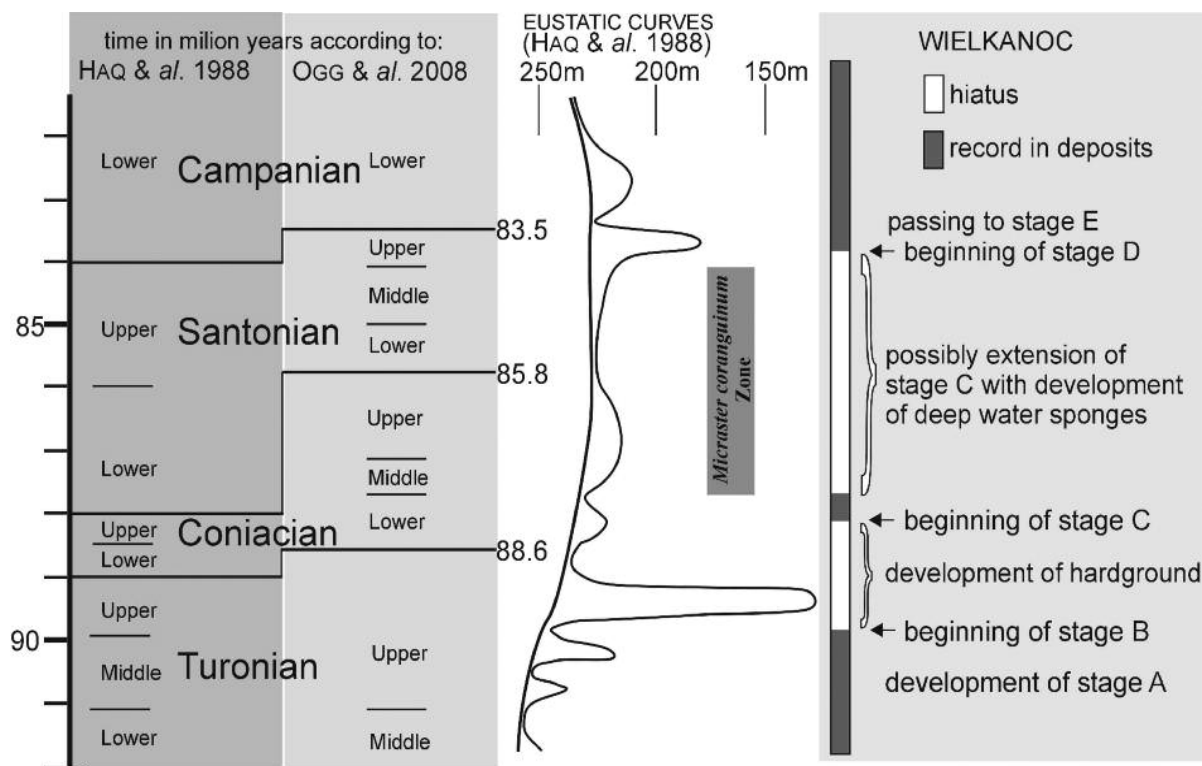 time in milion years according to:
HAQ & al. 1988
OGG & al. 2008
EUSTATIC CURVES
(HAQ & al. 1988)
250m
200m
150m
WIELKANOC
hiatus
record in deposits
Lower
Campanian
Lower
83.5
passing to stage E
beginning of stage D
Upper
Middle
Lower
85
Upper
Santonian
85.8
Micraster coranguinum
Zone
possibly extension of
stage C with development
of deep water sponges
Lower
Upper
Middle
Lower
Upper
Coniacian
Lower
88.6
beginning of stage C
development of hardground
Upper
90
beginning of stage B
Middle
Turonian
Upper
development of stage A
Lower
Middle